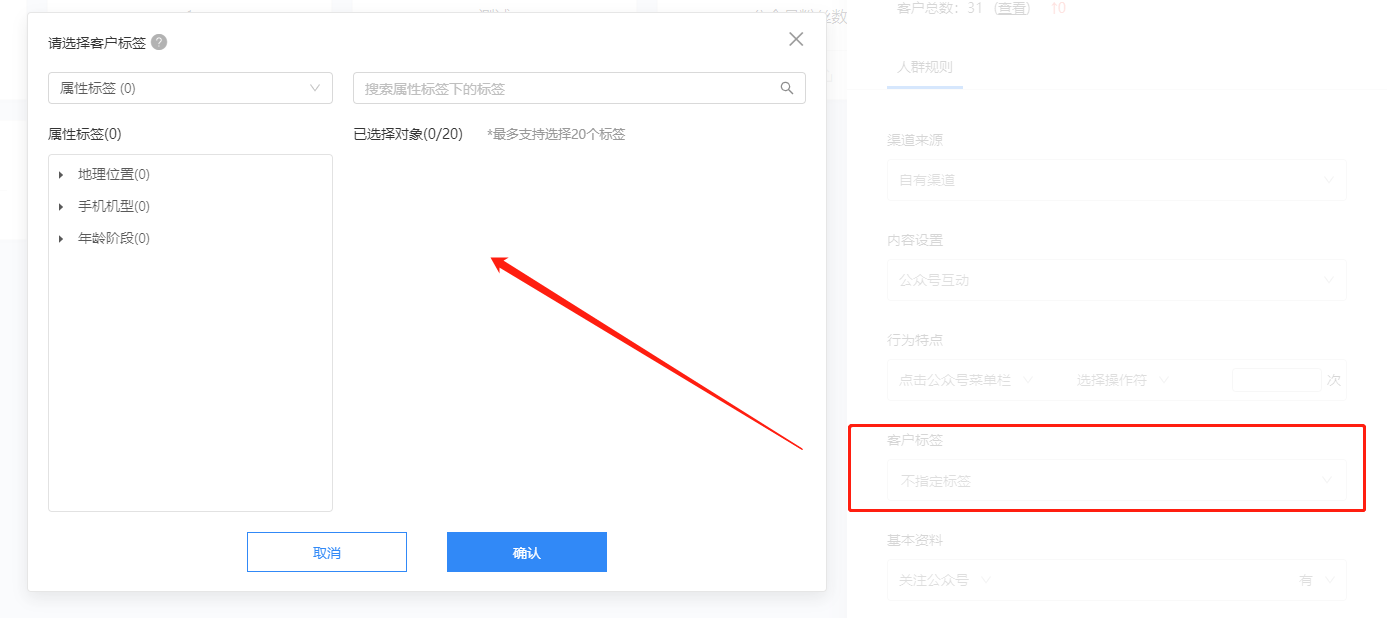 请选择客户标签 ?
属性标签 (0)
搜索属性标签下的标签
属性标签(0)
已选择对象(0/20) *最多支持选择20个标签
地理位置(0)
手机机型(0)
年龄阶段(0)
取消
确认
客户总数：31 (查看) ↑0
人群规则
渠道来源
自有渠道
内容设置
公众号互动
行为特点
点击公众号菜单栏 选择操作符 次
客户标签
不指定标签
基本资料
关注公众号 有